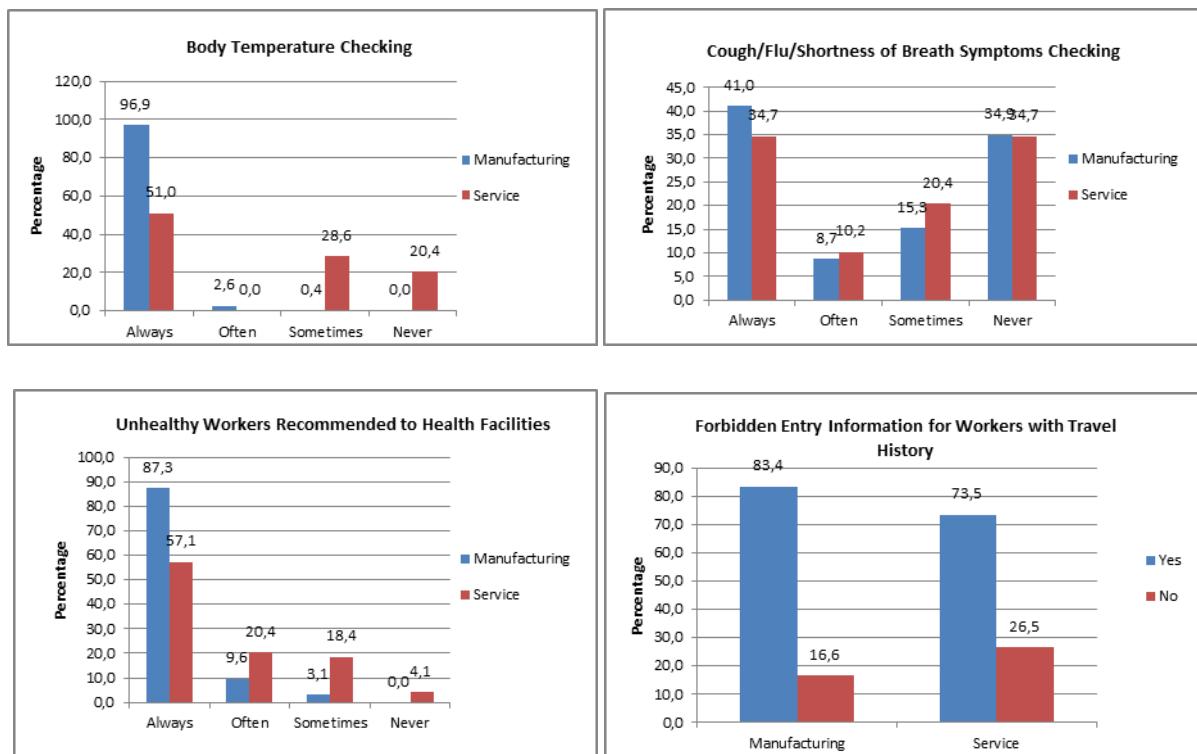 Body Temperature Checking
Percentage
120,0
100,0
80,0
60,0
40,0
20,0
0,0
96,9
51,0
2,6
0,0
0,4
28,6
0,0
20,4
Always
Often
Sometimes
Never
Manufacturing
Service
Cough/Flu/Shortness of Breath Symptoms Checking
Percentage
45,0
40,0
35,0
30,0
25,0
20,0
15,0
10,0
5,0
0,0
41,0
34,7
8,7
10,2
15,3
20,4
34,9
34,7
Always
Often
Sometimes
Never
Manufacturing
Service
Unhealthy Workers Recommended to Health Facilities
Percentage
100,0
90,0
80,0
70,0
60,0
50,0
40,0
30,0
20,0
10,0
0,0
87,3
57,1
9,6
20,4
3,1
18,4
0,0
4,1
Always
Often
Sometimes
Never
Manufacturing
Service
Forbidden Entry Information for Workers with Travel
History
Percentage
90,0
80,0
70,0
60,0
50,0
40,0
30,0
20,0
10,0
0,0
83,4
16,6
73,5
26,5
Manufacturing
Service
Yes
No